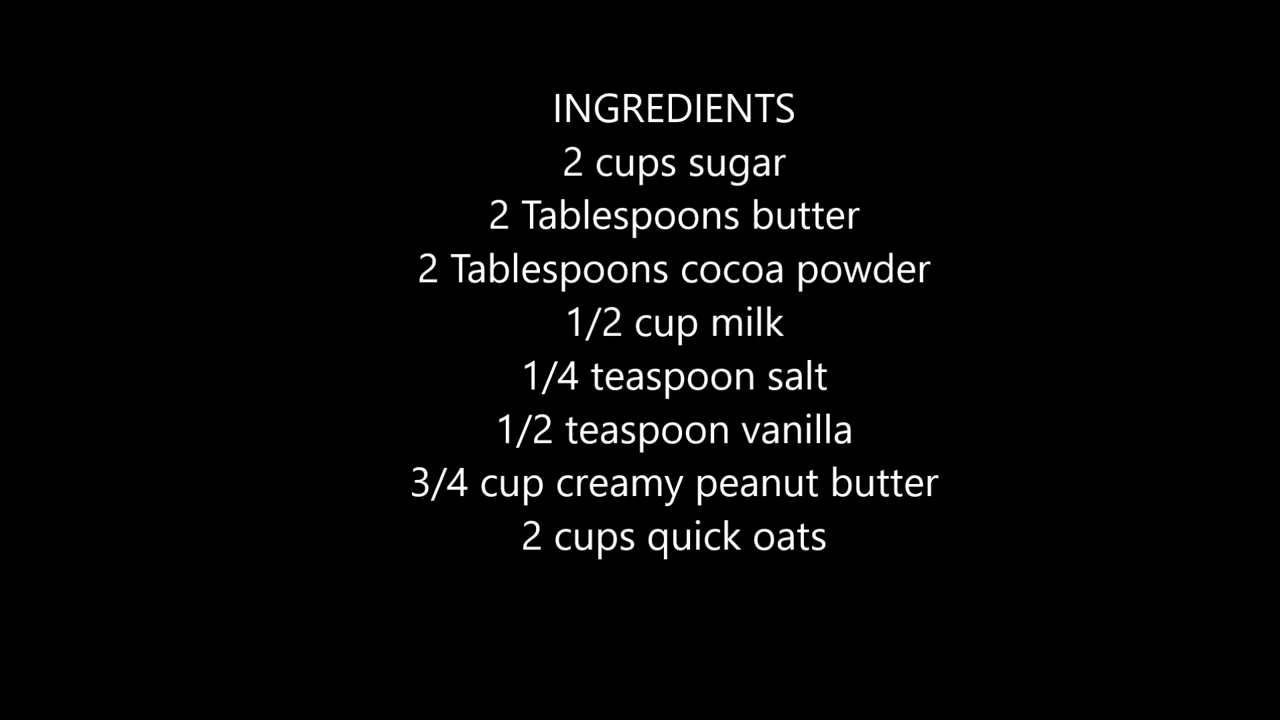 INGREDIENTS
2 cups sugar
2 Tablespoons butter
2 Tablespoons cocoa powder
1/2 cup milk
1/4 teaspoon salt
1/2 teaspoon vanilla
3/4 cup creamy peanut butter
2 cups quick oats